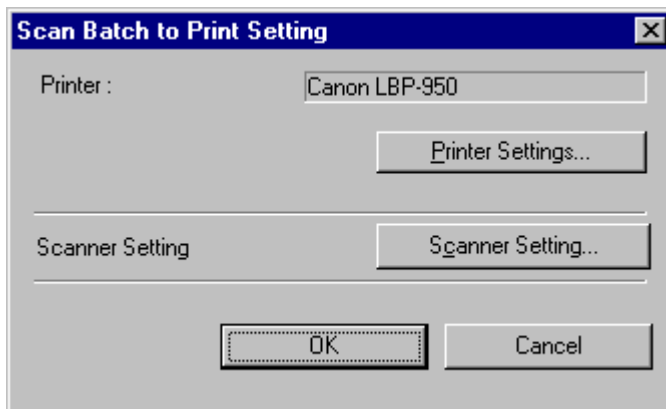 Scan Batch to Print Setting
Printer : Canon LBP-950
Printer Settings...
Scanner Setting Scanner Setting...
OK Cancel